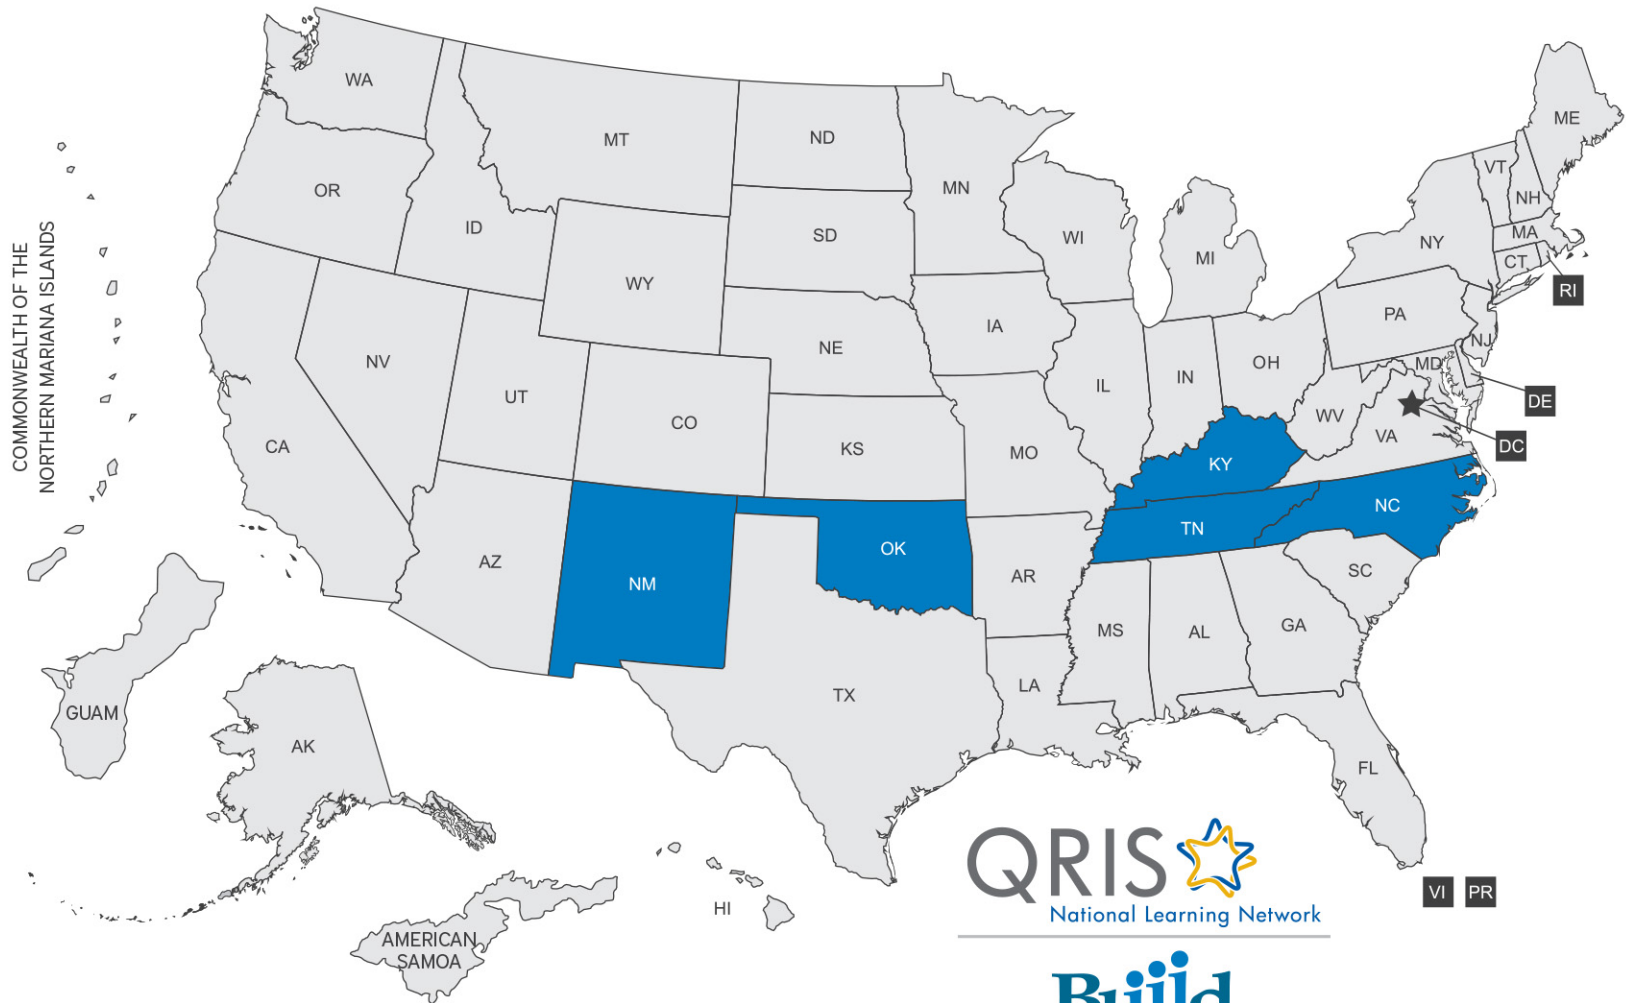 WA
MT
ND
MN
ME
VT
NH
OR
ID
SD
WI
MI
NY
MA
CT
RI
WY
IA
PA
NJ
NE
NV
UT
CO
IL
IN
OH
MD
DE
WV
DC
VA
CA
KS
MO
KY
NC
COMMONWEALTH OF THE
NORTHERN MARIANA ISLANDS
AZ
NM
OK
AR
TN
SC
MS
AL
GA
TX
LA
GUAM
AK
FL
HI
AMERICAN
SAMOA
VI PR
QRIS
National Learning Network
Build